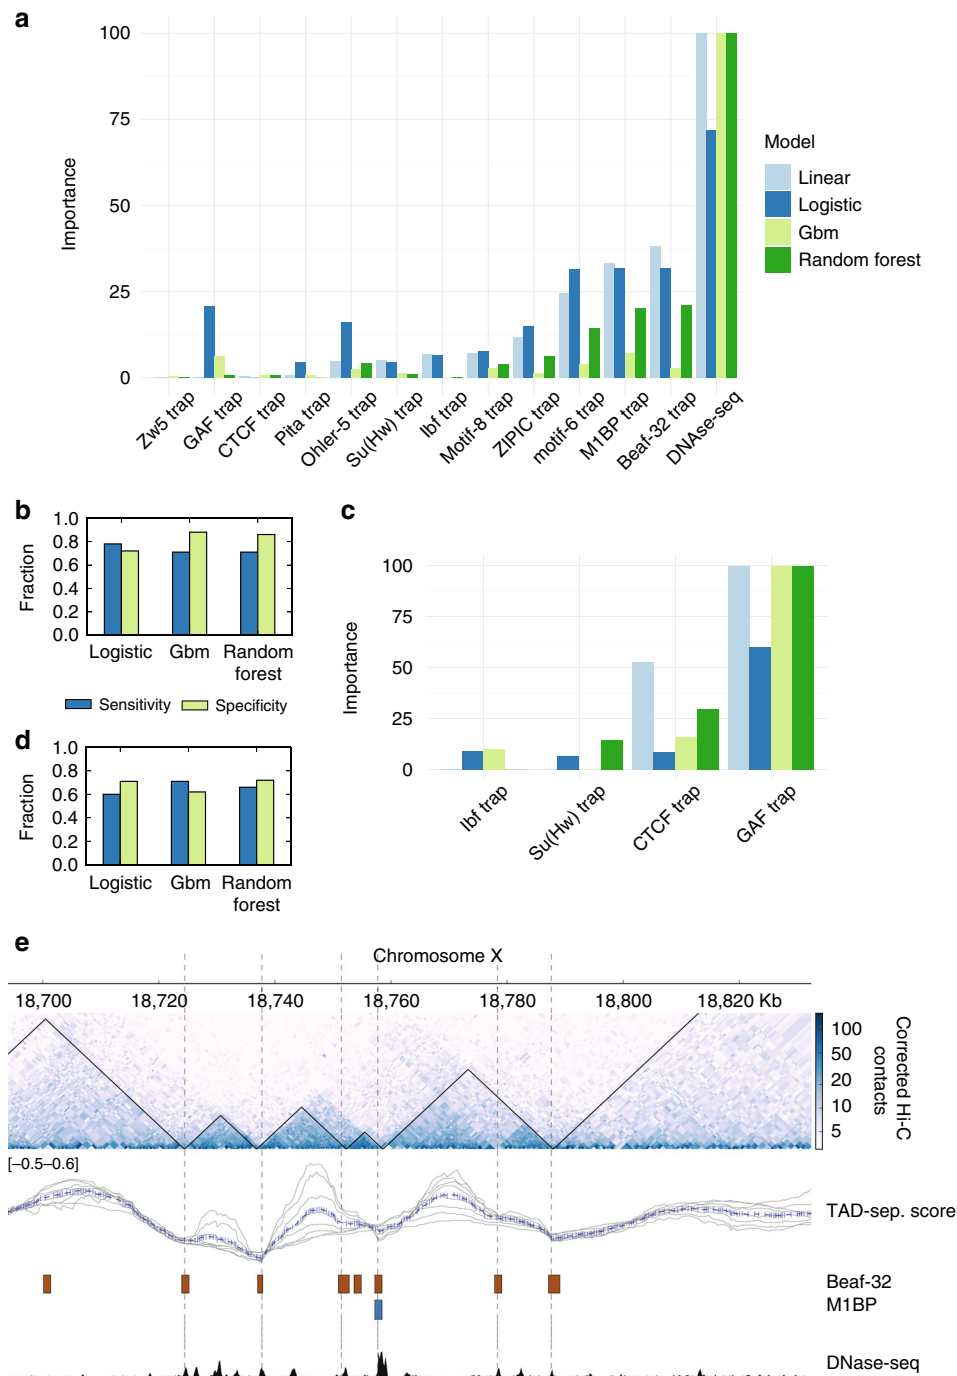 a
100
75
50
25
0
Importance
Zw5 trap
GAF trap
CTCF trap
Pita trap
Ohler-5 trap
Su(Hw) trap
Ibf trap
Motif-8 trap
ZIPIC trap
motif-6 trap
M1BP trap
Beaf-32 trap
DNAse-seq
Model
Linear
Logistic
Gbm
Random forest
b
1.0
0.8
0.6
0.4
0.2
0.0
Fraction
Logistic
Gbm
Random
forest
Sensitivity
Specificity
c
100
75
50
25
0
Importance
Ibf trap
Su(Hw) trap
CTCF trap
GAF trap
d
1.0
0.8
0.6
0.4
0.2
0.0
Fraction
Logistic
Gbm
Random
forest
e
Chromosome X
18,700
18,720
18,740
18,760
18,780
18,800
18,820 Kb
100
50
20
10
5
Corrected Hi-C
contacts
[–0.5–0.6]
TAD-sep. score
Beaf-32
M1BP
DNase-seq